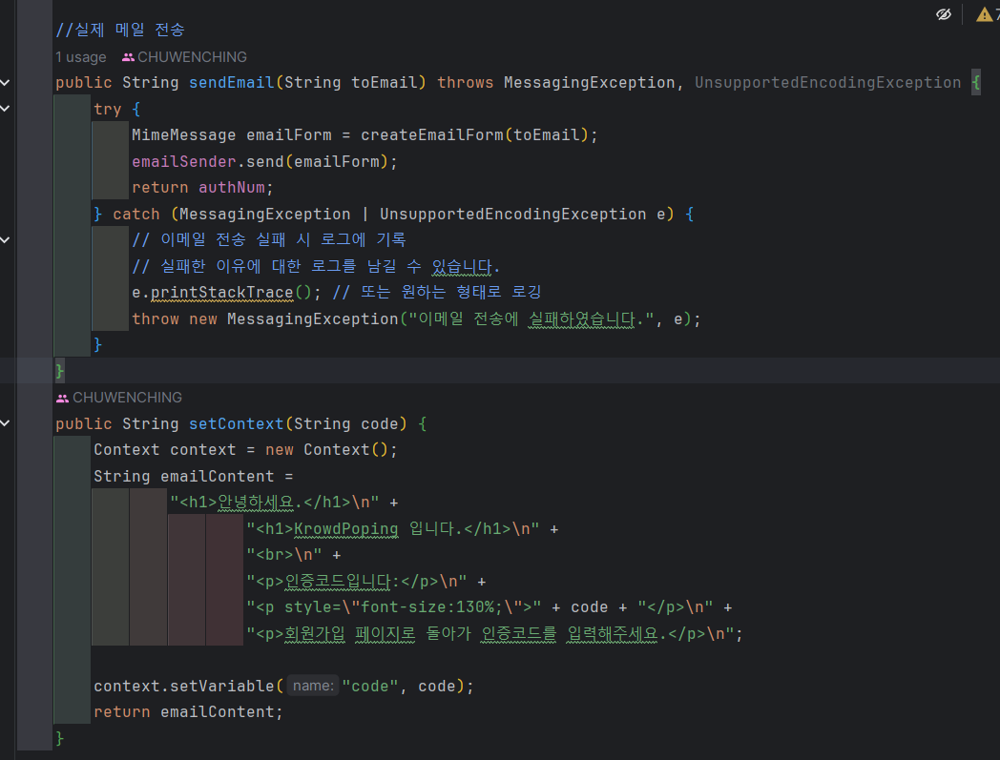 //실제 메일 전송
1 usage CHUWENCHING
public String sendEmail(String toEmail) throws MessagingException, UnsupportedEncodingException {
try {
MimeMessage emailForm = createEmailForm(toEmail);
emailSender.send(emailForm);
return authNum;
} catch (MessagingException | UnsupportedEncodingException e) {
// 이메일 전송 실패 시 로그에 기록
// 실패한 이유에 대한 로그를 남길 수 있습니다.
e.printStackTrace(); // 또는 원하는 형태로 로깅
throw new MessagingException("이메일 전송에 실패하였습니다.", e);
}
}
CHUWENCHING
public String setContext(String code) {
Context context = new Context();
String emailContent =
"<h1>안녕하세요.</h1>\n" +
"<h1>KrowdPoping 입니다.</h1>\n" +
"<br>\n" +
"<p>인증코드입니다:</p>\n" +
"<p style=\"font-size:130%;\">" + code + "</p>\n" +
"<p>회원가입 페이지로 돌아가 인증코드를 입력해주세요.</p>\n";
context.setVariable( name: "code", code);
return emailContent;
}